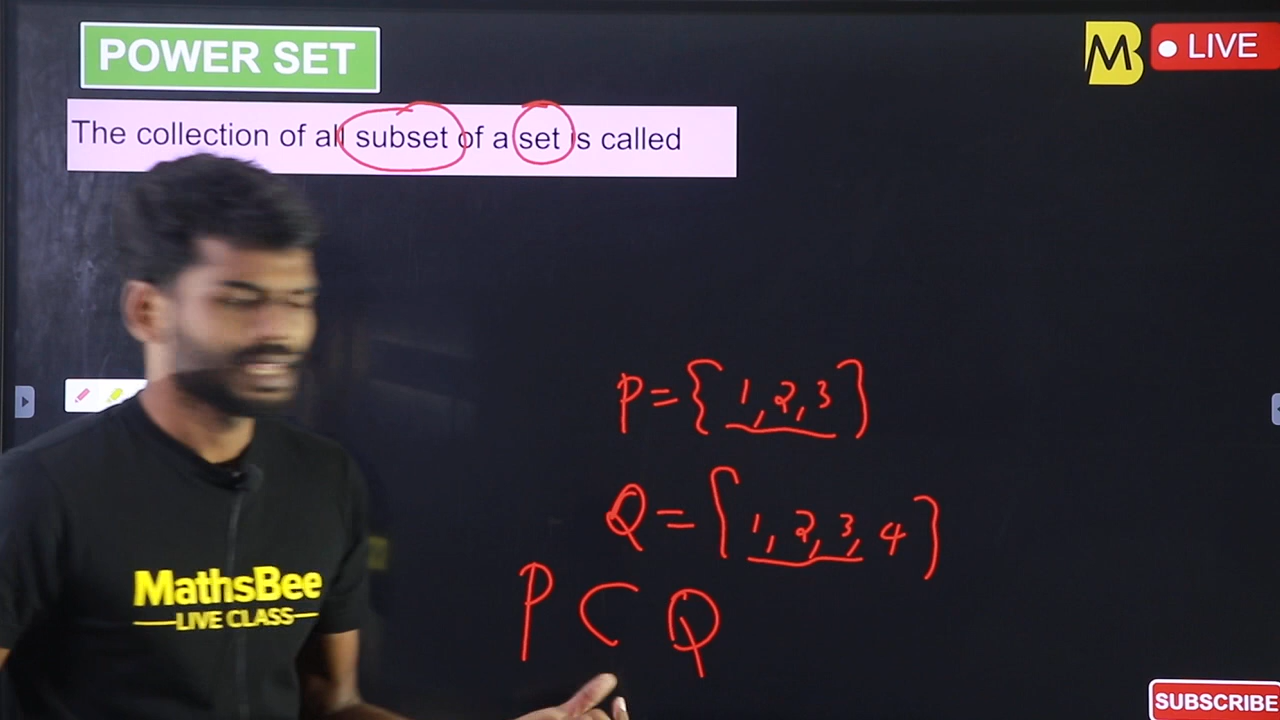 POWER SET
M
LIVE
The collection of all subset of a set is called
P = { 1, 2, 3 }
Q = { 1, 2, 3, 4 }
P ⊂ Q
MathsBee
LIVE CLASS
SUBSCRIBE